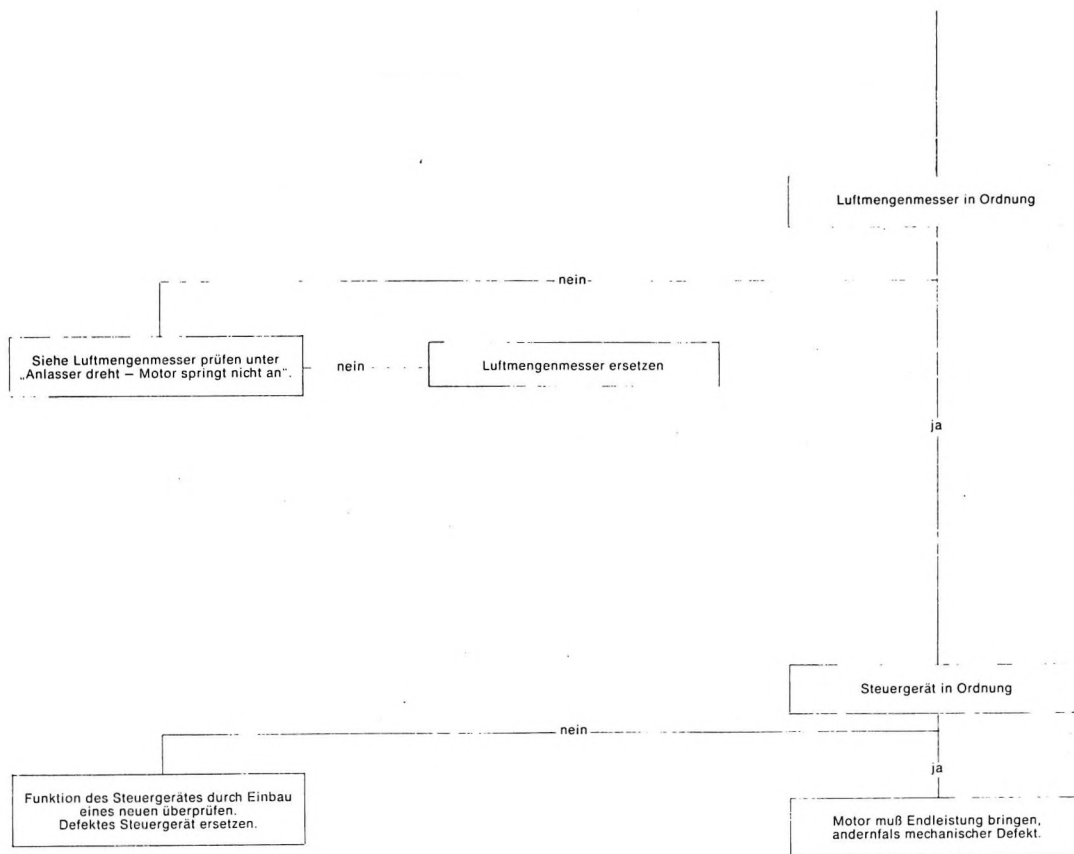 Luftmengenmesser in Ordnung
nein
Siehe Luftmengenmesser prüfen unter
„Anlasser dreht – Motor springt nicht an“.
nein
Luftmengenmesser ersetzen
ja
Steuergerät in Ordnung
nein
ja
Funktion des Steuergerätes durch Einbau
eines neuen überprüfen.
Defektes Steuergerät ersetzen.
Motor muß Endleistung bringen,
andernfalls mechanischer Defekt.